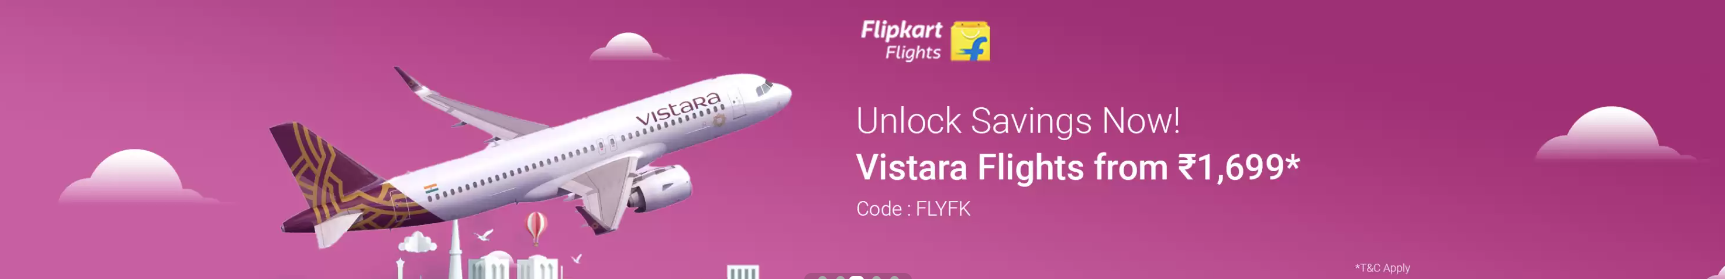 Flipkart
Flights
VISTARA
Unlock Savings Now!
Vistara Flights from ₹1,699*
Code : FLYFK
*T&C Apply